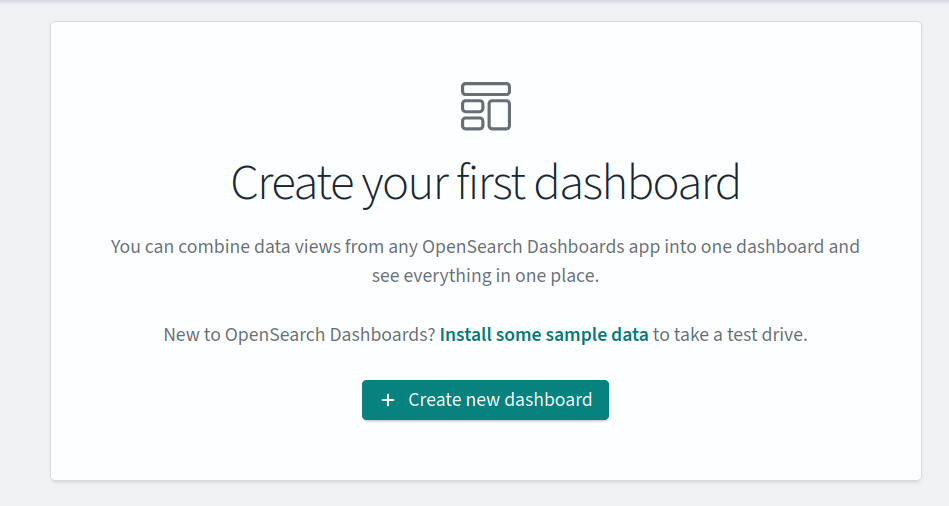 Create your first dashboard
You can combine data views from any OpenSearch Dashboards app into one dashboard and
see everything in one place.
New to OpenSearch Dashboards? Install some sample data to take a test drive.
+ Create new dashboard